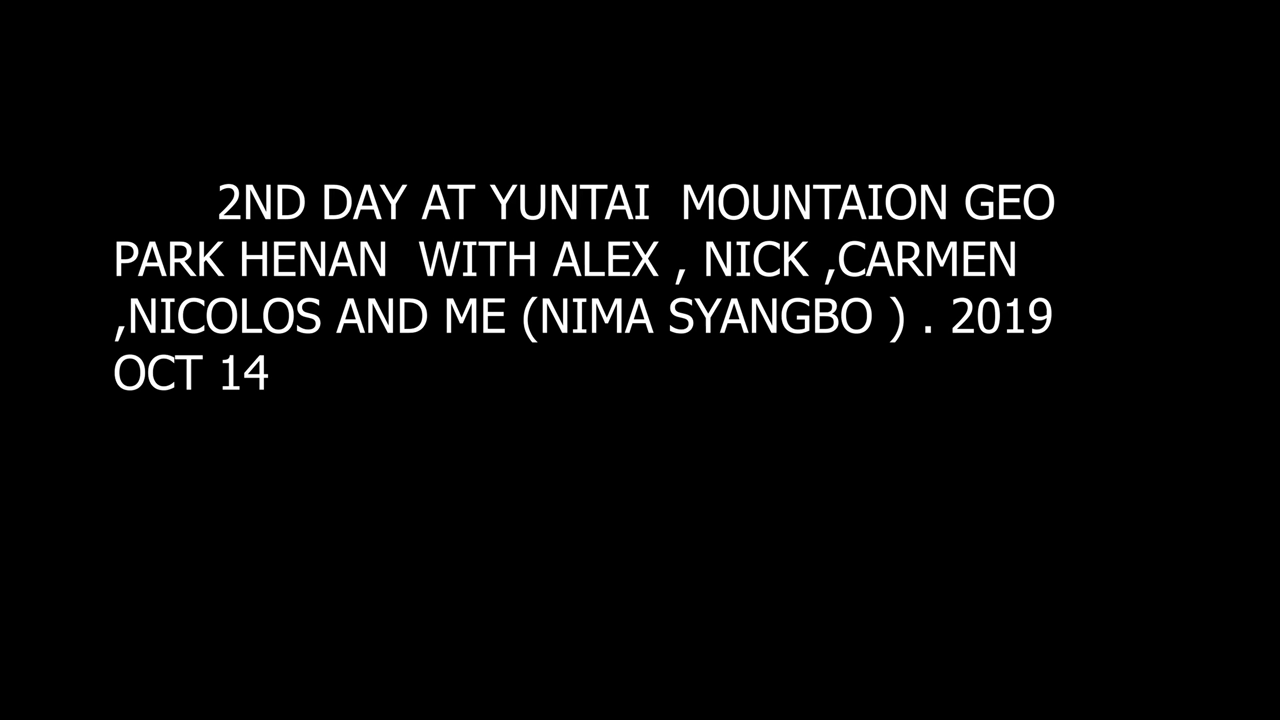 2ND DAY AT YUNTAI  MOUNTAION GEO
PARK HENAN  WITH ALEX , NICK ,CARMEN
,NICOLOS AND ME (NIMA SYANGBO ) . 2019
OCT 14